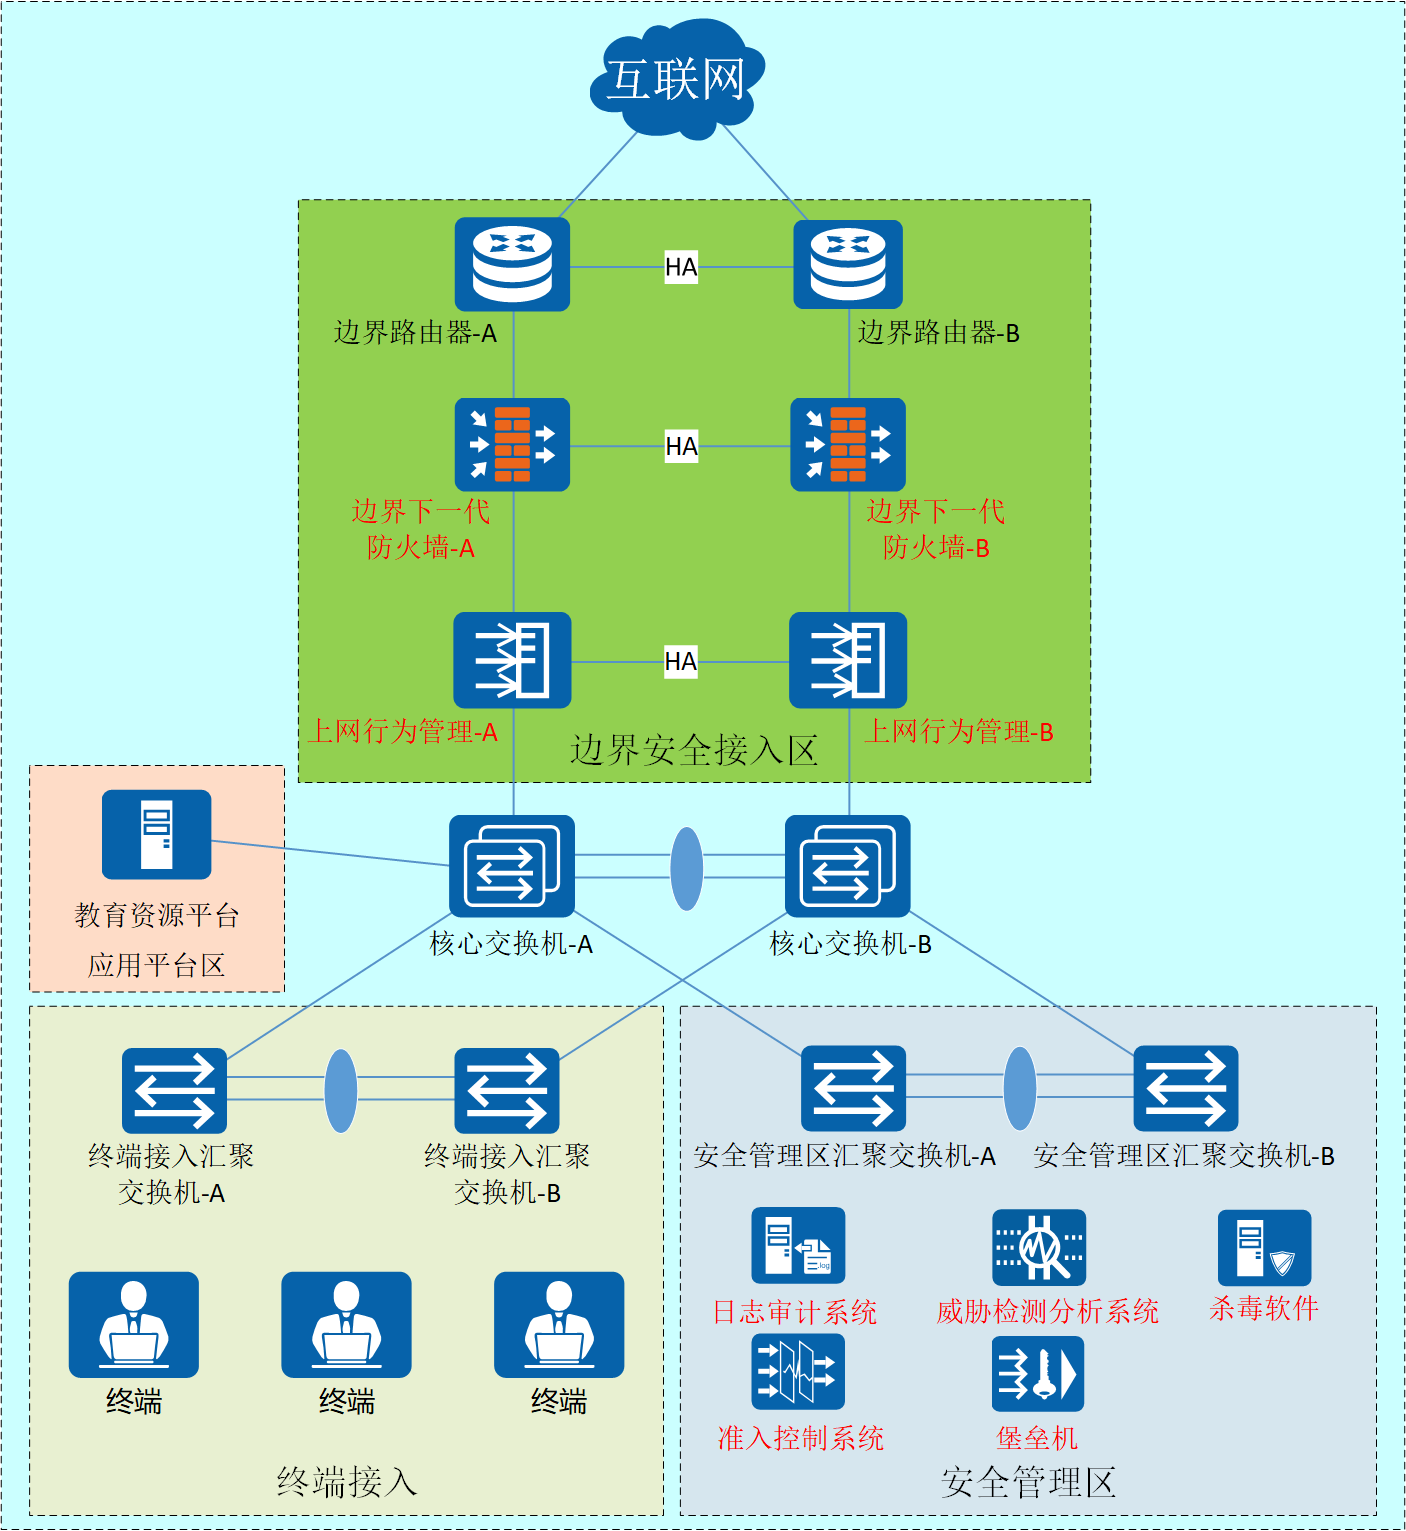 互联网
HA
边界路由器-A
边界路由器-B
HA
边界下一代
防火墙-A
边界下一代
防火墙-B
HA
上网行为管理-A
上网行为管理-B
边界安全接入区
教育资源平台
应用平台区
核心交换机-A
核心交换机-B
终端接入汇聚
交换机-A
终端接入汇聚
交换机-B
安全管理区汇聚交换机-A
安全管理区汇聚交换机-B
.log
日志审计系统
威胁检测分析系统
杀毒软件
终端
终端
终端
准入控制系统
堡垒机
终端接入
安全管理区